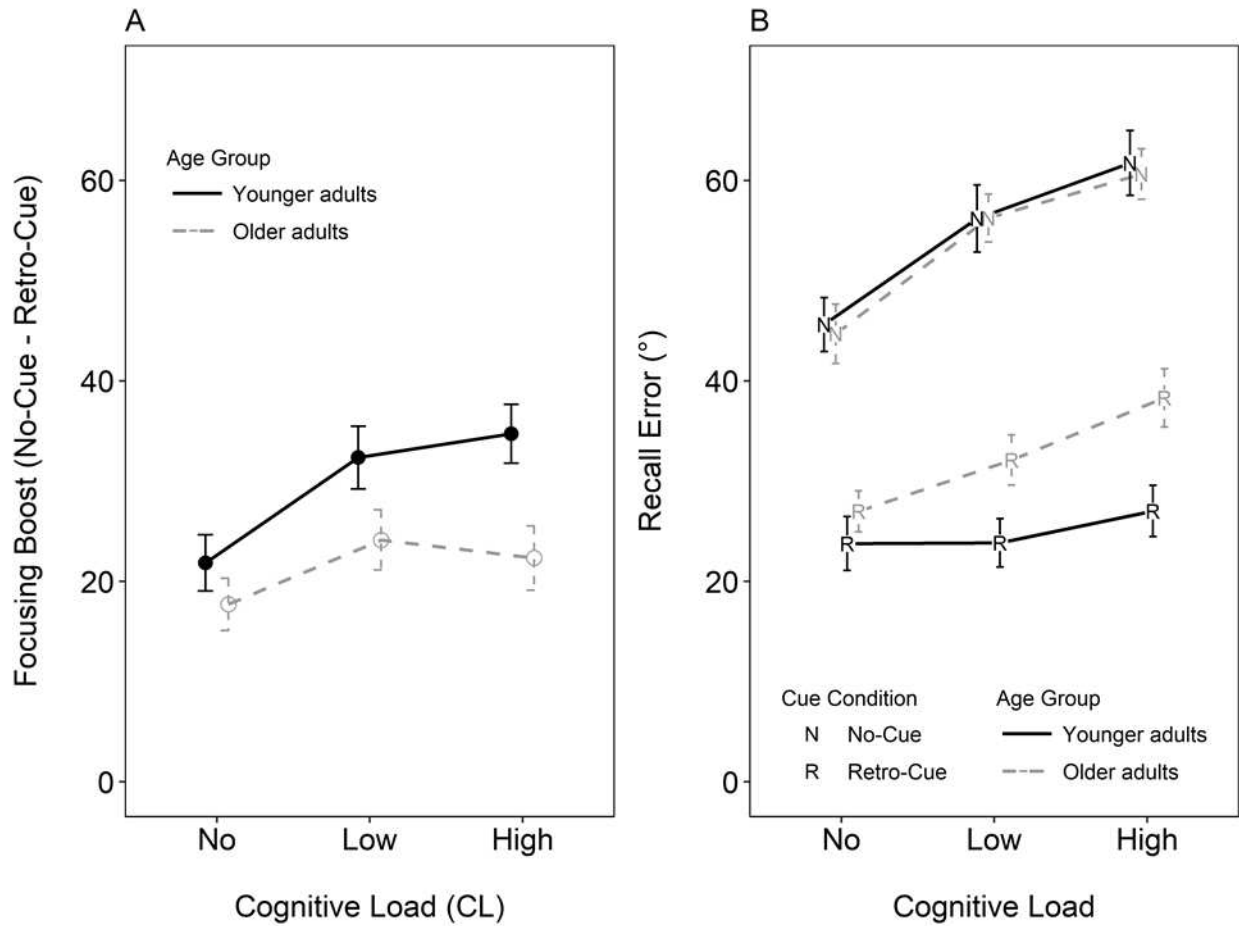 A
Focusing Boost (No-Cue - Retro-Cue)
60
40
20
0
Age Group
Younger adults
Older adults
No Low High
Cognitive Load (CL)
B
Recall Error (°)
60
40
20
0
N
N
N
N
N
N
R
R
R
R
R
R
Cue Condition
N No-Cue
R Retro-Cue
Age Group
Younger adults
Older adults
No Low High
Cognitive Load